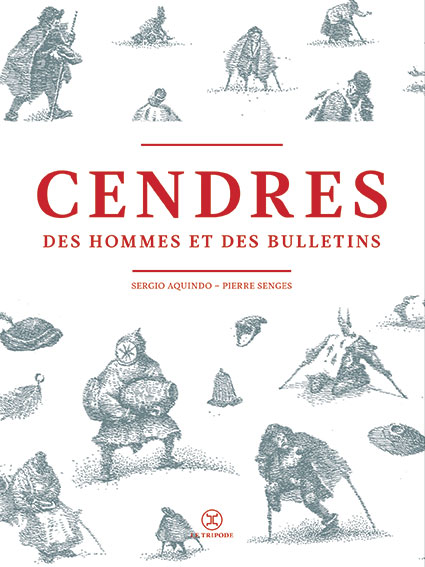 CENDRES
DES HOMMES ET DES BULLETINS
SERGIO AQUINDO – PIERRE SENGES
LE TRIPODE